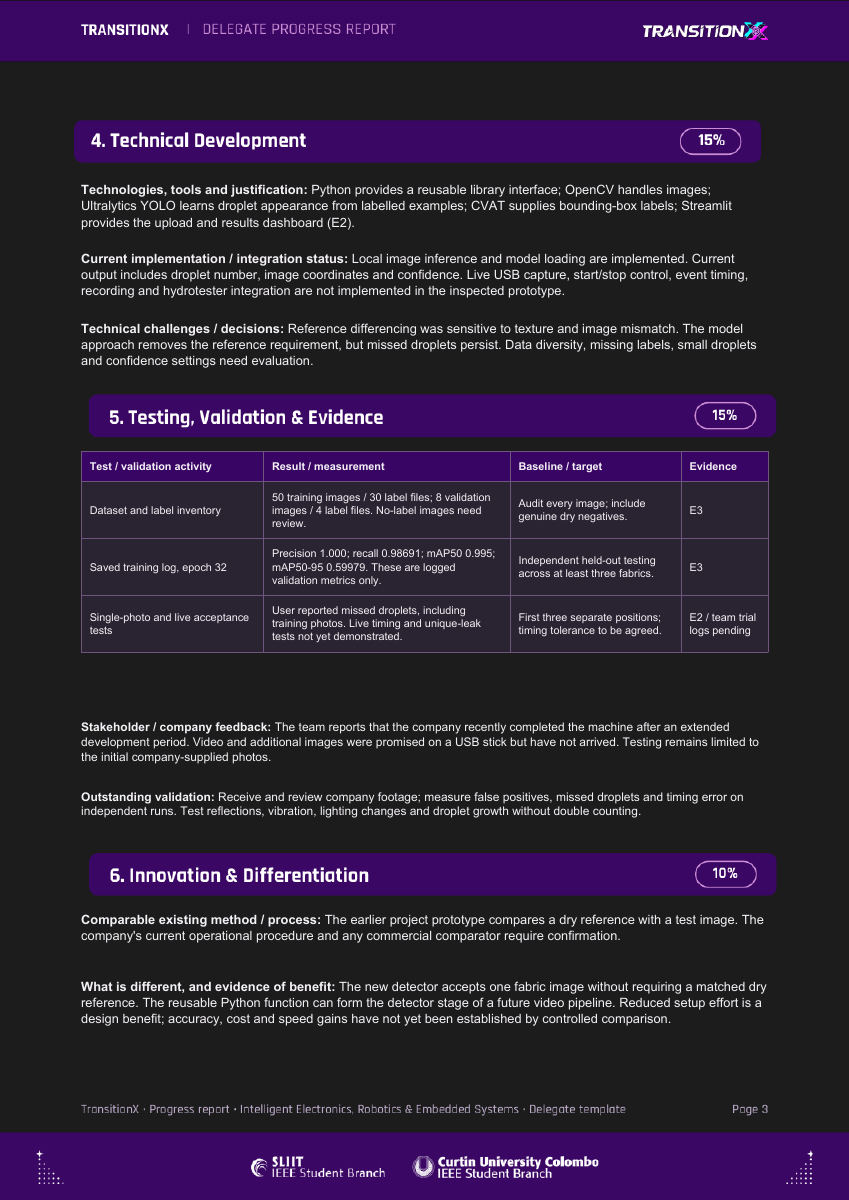 TRANSITIONX | DELEGATE PROGRESS REPORT
TRANSITIONX
4. Technical Development
15%
Technologies, tools and justification: Python provides a reusable library interface; OpenCV handles images;
Ultralytics YOLO learns droplet appearance from labelled examples; CVAT supplies bounding-box labels; Streamlit
provides the upload and results dashboard (E2).
Current implementation / integration status: Local image inference and model loading are implemented. Current
output includes droplet number, image coordinates and confidence. Live USB capture, start/stop control, event timing,
recording and hydrotester integration are not implemented in the inspected prototype.
Technical challenges / decisions: Reference differencing was sensitive to texture and image mismatch. The model
approach removes the reference requirement, but missed droplets persist. Data diversity, missing labels, small droplets
and confidence settings need evaluation.
5. Testing, Validation & Evidence
15%
Test / validation activity
Result / measurement
Baseline / target
Evidence
Dataset and label inventory
50 training images / 30 label files; 8 validation
images / 4 label files. No-label images need
review.
Audit every image; include
genuine dry negatives.
E3
Saved training log, epoch 32
Precision 1.000; recall 0.98691; mAP50 0.995;
mAP50-95 0.59979. These are logged
validation metrics only.
Independent held-out testing
across at least three fabrics.
E3
Single-photo and live acceptance
tests
User reported missed droplets, including
training photos. Live timing and unique-leak
tests not yet demonstrated.
First three separate positions;
timing tolerance to be agreed.
E2 / team trial
logs pending
Stakeholder / company feedback: The team reports that the company recently completed the machine after an extended
development period. Video and additional images were promised on a USB stick but have not arrived. Testing remains limited to
the initial company-supplied photos.
Outstanding validation: Receive and review company footage; measure false positives, missed droplets and timing error on
independent runs. Test reflections, vibration, lighting changes and droplet growth without double counting.
6. Innovation & Differentiation
10%
Comparable existing method / process: The earlier project prototype compares a dry reference with a test image. The
company's current operational procedure and any commercial comparator require confirmation.
What is different, and evidence of benefit: The new detector accepts one fabric image without requiring a matched dry
reference. The reusable Python function can form the detector stage of a future video pipeline. Reduced setup effort is a
design benefit; accuracy, cost and speed gains have not yet been established by controlled comparison.
TransitionX · Progress report · Intelligent Electronics, Robotics & Embedded Systems · Delegate template
Page 3
SLIIT
IEEE Student Branch
Curtin University Colombo
IEEE Student Branch